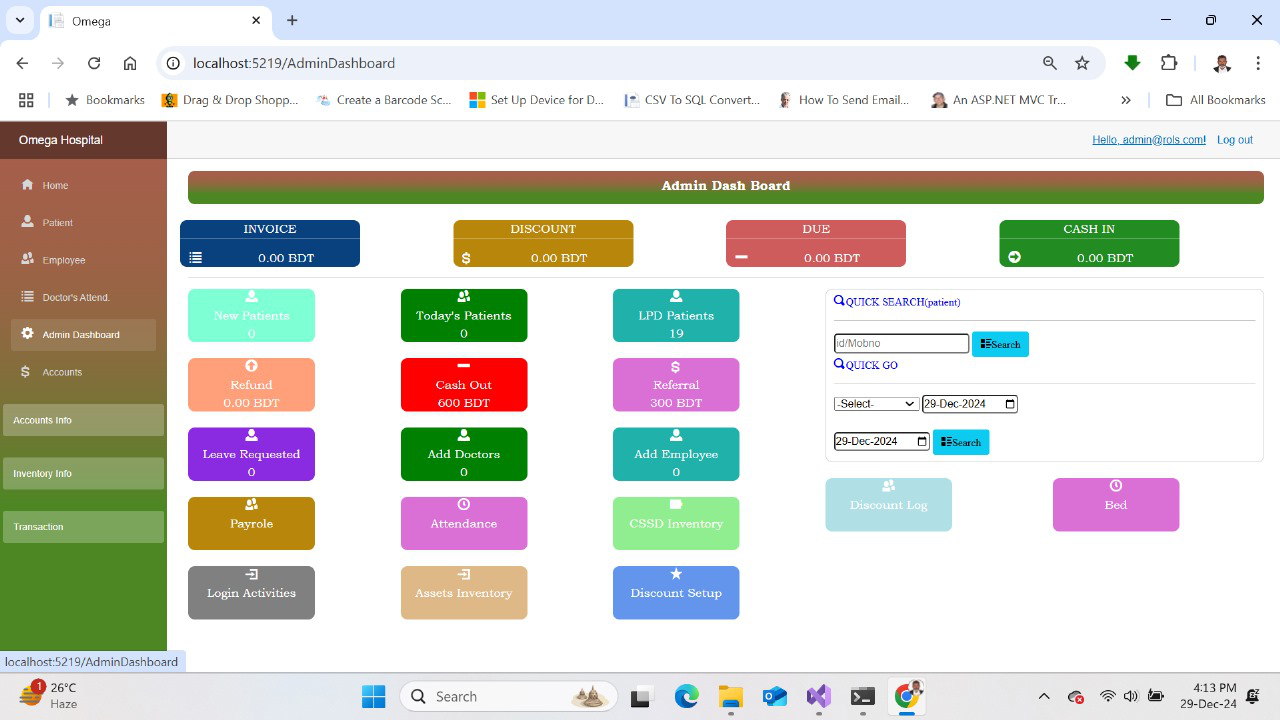 Omega
localhost:5219/AdminDashboard
Bookmarks
Drag & Drop Shopp...
Create a Barcode Sc...
Set Up Device for D...
CSV To SQL Convert...
How To Send Email...
An ASP.NET MVC Tr...
All Bookmarks
Omega Hospital
Hello, admin@rols.com!
Log out
Home
Patient
Employee
Doctor's Attend.
Admin Dashboard
Accounts
Accounts Info
Inventory Info
Transaction
Admin Dash Board
INVOICE
0.00 BDT
DISCOUNT
0.00 BDT
DUE
0.00 BDT
CASH IN
0.00 BDT
New Patients
0
Today's Patients
0
LPD Patients
19
Refund
0.00 BDT
Cash Out
600 BDT
Referral
300 BDT
Leave Requested
0
Add Doctors
0
Add Employee
0
Payrole
Attendance
CSSD Inventory
Login Activities
Assets Inventory
Discount Setup
QUICK SEARCH(patient)
id/Mobno
Search
QUICK GO
-Select-
29-Dec-2024
29-Dec-2024
Search
Discount Log
Bed
localhost:5219/AdminDashboard
1
26°C
Haze
Search
4:13 PM
29-Dec-24